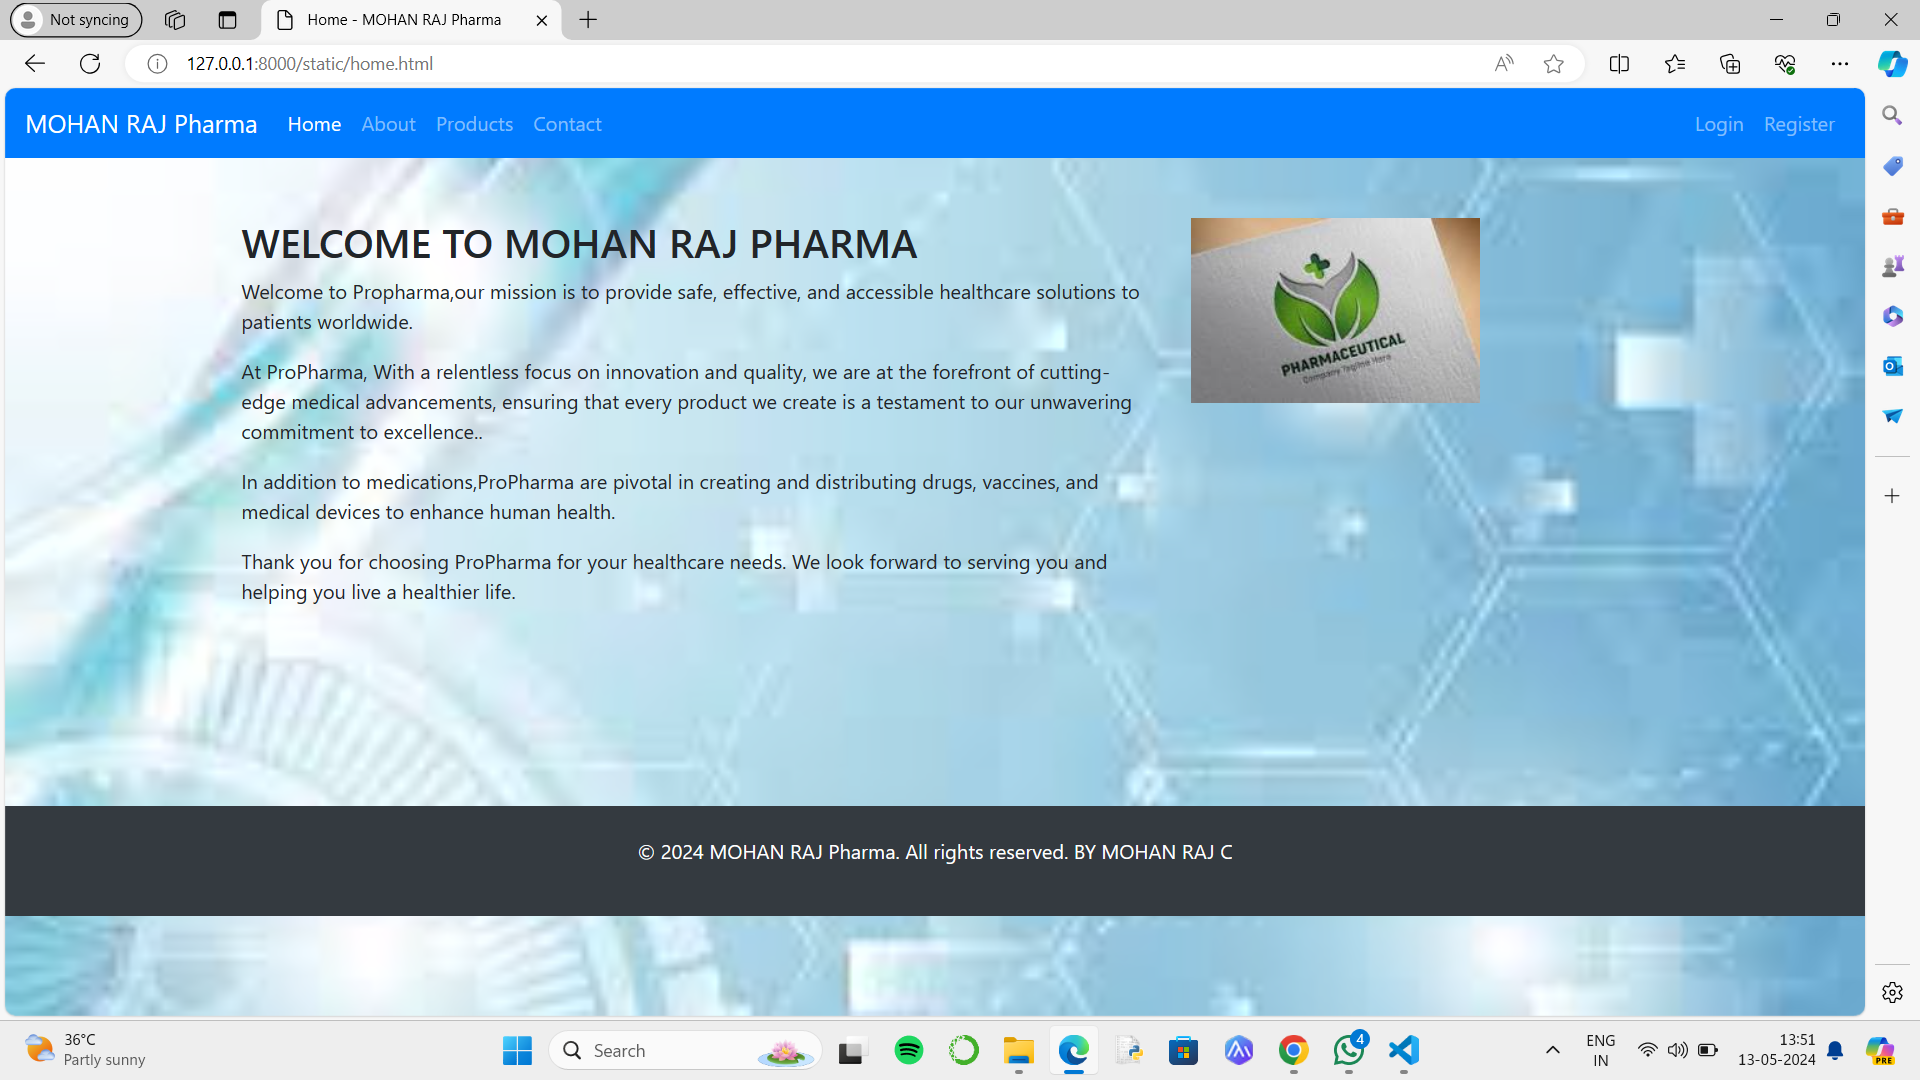 Not syncing
Home - MOHAN RAJ Pharma
127.0.0.1:8000/static/home.html
MOHAN RAJ Pharma Home About Products Contact Login Register
WELCOME TO MOHAN RAJ PHARMA
Welcome to Propharma,our mission is to provide safe, effective, and accessible healthcare solutions to
patients worldwide.
At ProPharma, With a relentless focus on innovation and quality, we are at the forefront of cutting-
edge medical advancements, ensuring that every product we create is a testament to our unwavering
commitment to excellence..
In addition to medications,ProPharma are pivotal in creating and distributing drugs, vaccines, and
medical devices to enhance human health.
Thank you for choosing ProPharma for your healthcare needs. We look forward to serving you and
helping you live a healthier life.
PHARMACEUTICAL
Company Tagline Here
© 2024 MOHAN RAJ Pharma. All rights reserved. BY MOHAN RAJ C
36°C
Partly sunny
Search
4
ENG
IN
13:51
13-05-2024
PRE